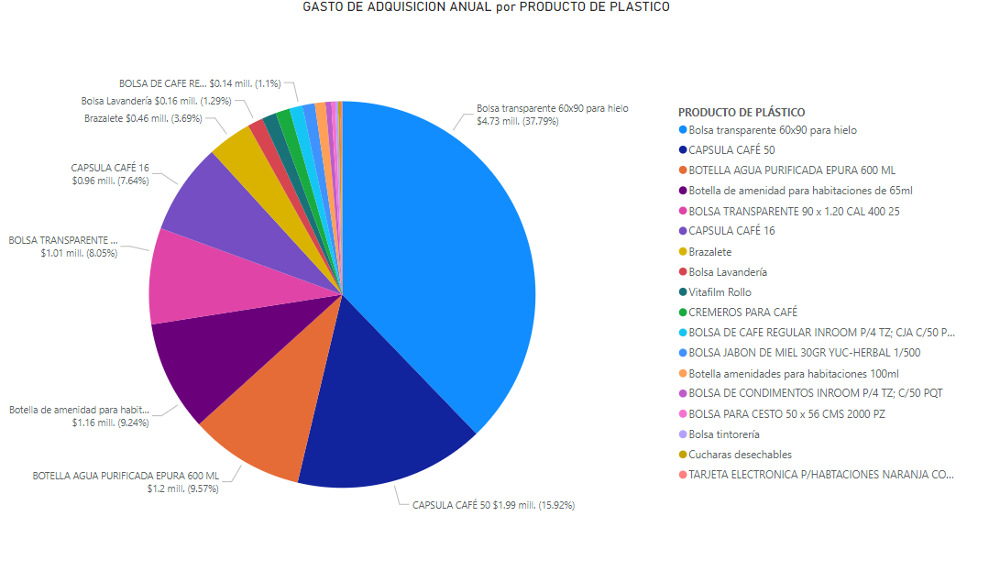 GASTO DE ADQUISICION ANUAL por PRODUCTO DE PLASTICO
BOLSA DE CAFE RE... $0.14 mill. (1.1%)
Bolsa Lavandería $0.16 mill. (1.29%)
Brazalete $0.46 mill. (3.69%)
CAPSULA CAFÉ 16
$0.96 mill. (7.64%)
BOLSA TRANSPARENTE ...
$1.01 mill. (8.05%)
Botella de amenidad para habit...
$1.16 mill. (9.24%)
BOTELLA AGUA PURIFICADA EPURA 600 ML
$1.2 mill. (9.57%)
CAPSULA CAFÉ 50 $1.99 mill. (15.92%)
Bolsa transparente 60x90 para hielo
$4.73 mill. (37.79%)
PRODUCTO DE PLÁSTICO
Bolsa transparente 60x90 para hielo
CAPSULA CAFÉ 50
BOTELLA AGUA PURIFICADA EPURA 600 ML
Botella de amenidad para habitaciones de 65ml
BOLSA TRANSPARENTE 90 x 1.20 CAL 400 25
CAPSULA CAFÉ 16
Brazalete
Bolsa Lavandería
Vitafilm Rollo
CREMEROS PARA CAFÉ
BOLSA DE CAFE REGULAR INROOM P/4 TZ; CJA C/50 P...
BOLSA JABON DE MIEL 30GR YUC-HERBAL 1/500
Botella amenidades para habitaciones 100ml
BOLSA DE CONDIMENTOS INROOM P/4 TZ; C/50 PQT
BOLSA PARA CESTO 50 x 56 CMS 2000 PZ
Bolsa tintorería
Cucharas desechables
TARJETA ELECTRONICA P/HABTACIONES NARANJA CO...